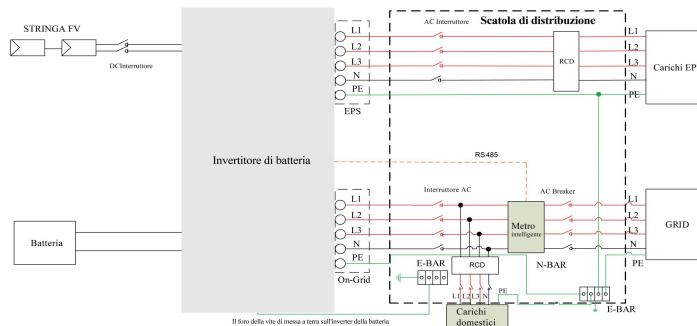 STRINGA FV
DCInterruttore
Invertitore di batteria
Batteria
L1
L2
L3
N
PE
EPS
AC Interruttore
Scatola di distribuzione
RCD
L1
L2
L3
N
PE
Carichi EP
RS485
L1
L2
L3
N
PE
On-Grid
Interruttore AC
Metro
intelligente
AC Breaker
L1
L2
L3
N
PE
GRID
E-BAR
RCD
N-BAR
L1 L2 L3 N
PE
E-BAR
Carichi
domestici
Il foro della vite di messa a terra sull'inverter della batteria